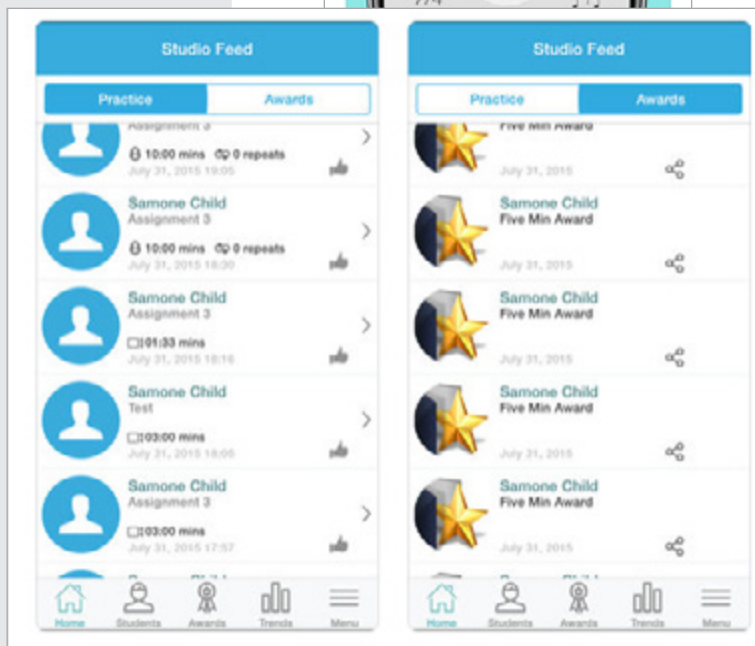 Studio Feed
Practice Awards
Assignment 3
10:00 mins 0 repeats
July 31, 2015 19:05
Samone Child
Assignment 3
10:00 mins 0 repeats
July 31, 2015 18:30
Samone Child
Assignment 3
01:33 mins
July 31, 2015 18:16
Samone Child
Test
03:00 mins
July 31, 2015 18:05
Samone Child
Assignment 3
03:00 mins
July 31, 2015 17:57
Home Students Awards Trends Menu
Studio Feed
Practice Awards
Five Min Award
July 31, 2015
Samone Child
Five Min Award
July 31, 2015
Samone Child
Five Min Award
July 31, 2015
Samone Child
Five Min Award
July 31, 2015
Samone Child
Five Min Award
July 31, 2015
Home Students Awards Trends Menu